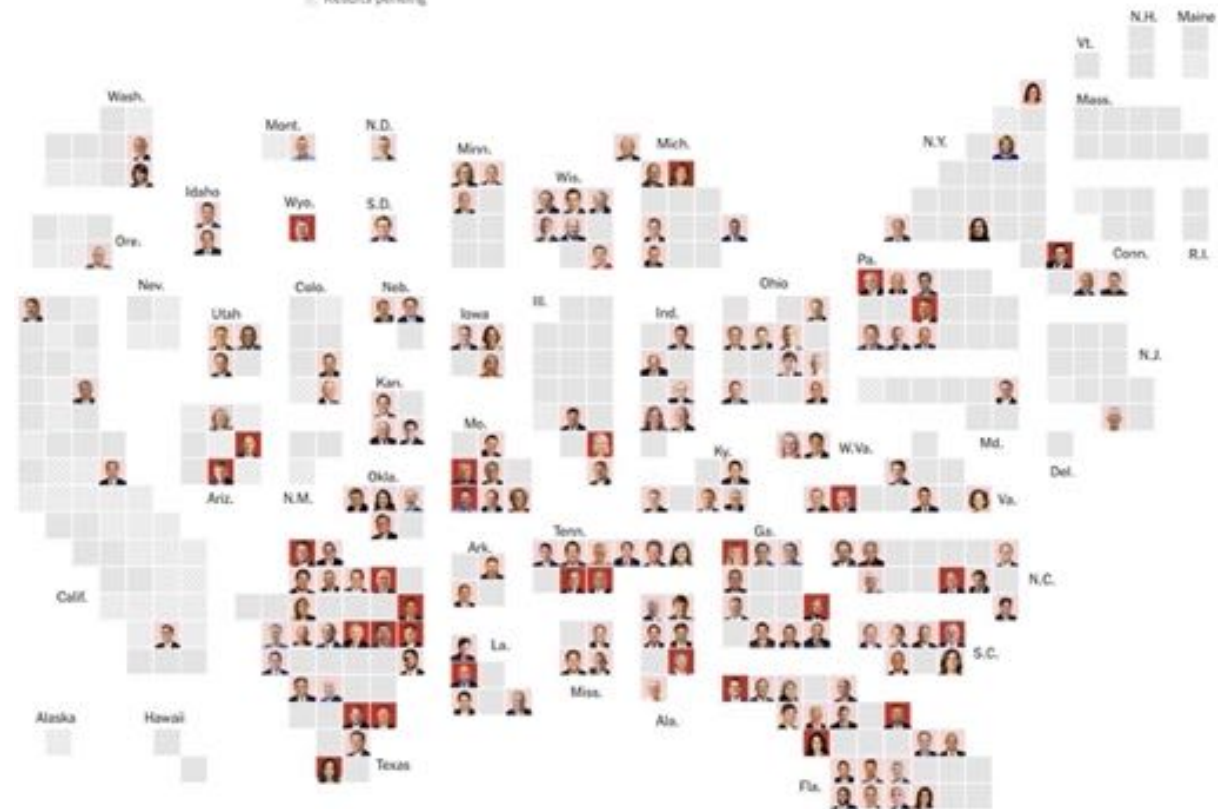 Results pending
N.H.
Maine
Vt.
Wash.
Mass.
Mont.
N.D.
Minn.
Mich.
N.Y.
Wis.
Idaho
Wyo.
S.D.
Ore.
Conn.
R.I.
Pa.
Nev.
Colo.
Neb.
Ohio
Utah
Iowa
Ill.
Ind.
N.J.
Kan.
Mo.
Ky.
W.Va.
Md.
Del.
Okla.
Ariz.
N.M.
Va.
Ark.
Tenn.
Ga.
Calif.
N.C.
La.
S.C.
Miss.
Alaska
Hawaii
Ala.
Texas
Fla.